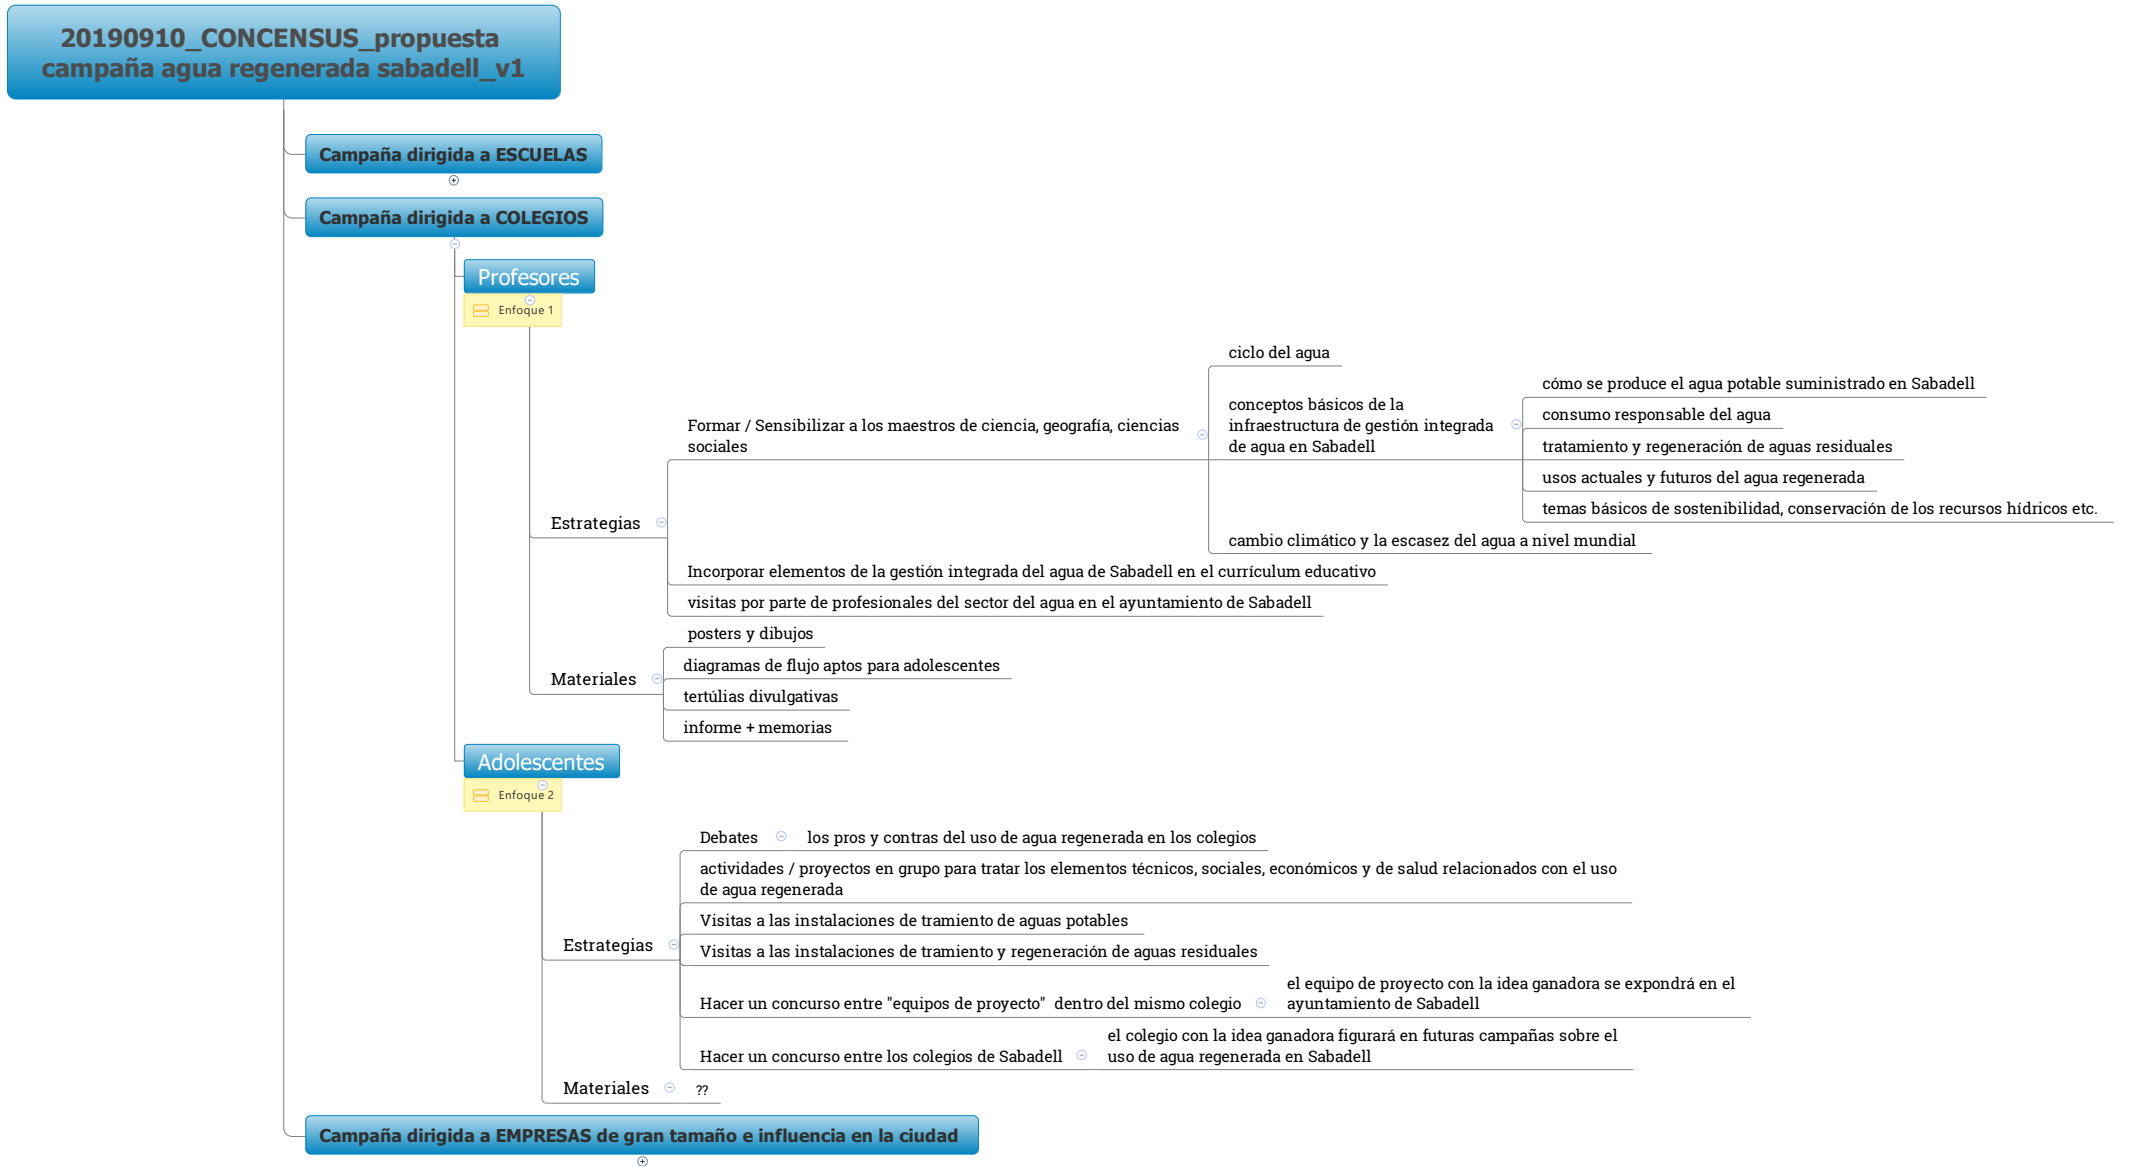 20190910_CONCENSUS_propuesta
campaña agua regenerada sabadell_v1
Campaña dirigida a ESCUELAS
Campaña dirigida a COLEGIOS
Profesores
Enfoque 1
Estrategias
Formar / Sensibilizar a los maestros de ciencia, geografía, ciencias
sociales
ciclo del agua
conceptos básicos de la
infraestructura de gestión integrada
de agua en Sabadell
cómo se produce el agua potable suministrado en Sabadell
consumo responsable del agua
tratamiento y regeneración de aguas residuales
usos actuales y futuros del agua regenerada
temas básicos de sostenibilidad, conservación de los recursos hídricos etc.
cambio climático y la escasez del agua a nivel mundial
Incorporar elementos de la gestión integrada del agua de Sabadell en el currículum educativo
visitas por parte de profesionales del sector del agua en el ayuntamiento de Sabadell
Materiales
posters y dibujos
diagramas de flujo aptos para adolescentes
tertúlias divulgativas
informe + memorias
Adolescentes
Enfoque 2
Estrategias
Debates
los pros y contras del uso de agua regenerada en los colegios
actividades / proyectos en grupo para tratar los elementos técnicos, sociales, económicos y de salud relacionados con el uso
de agua regenerada
Visitas a las instalaciones de tramiento de aguas potables
Visitas a las instalaciones de tramiento y regeneración de aguas residuales
Hacer un concurso entre "equipos de proyecto"  dentro del mismo colegio
el equipo de proyecto con la idea ganadora se expondrá en el
ayuntamiento de Sabadell
Hacer un concurso entre los colegios de Sabadell
el colegio con la idea ganadora figurará en futuras campañas sobre el
uso de agua regenerada en Sabadell
Materiales
??
Campaña dirigida a EMPRESAS de gran tamaño e influencia en la ciudad